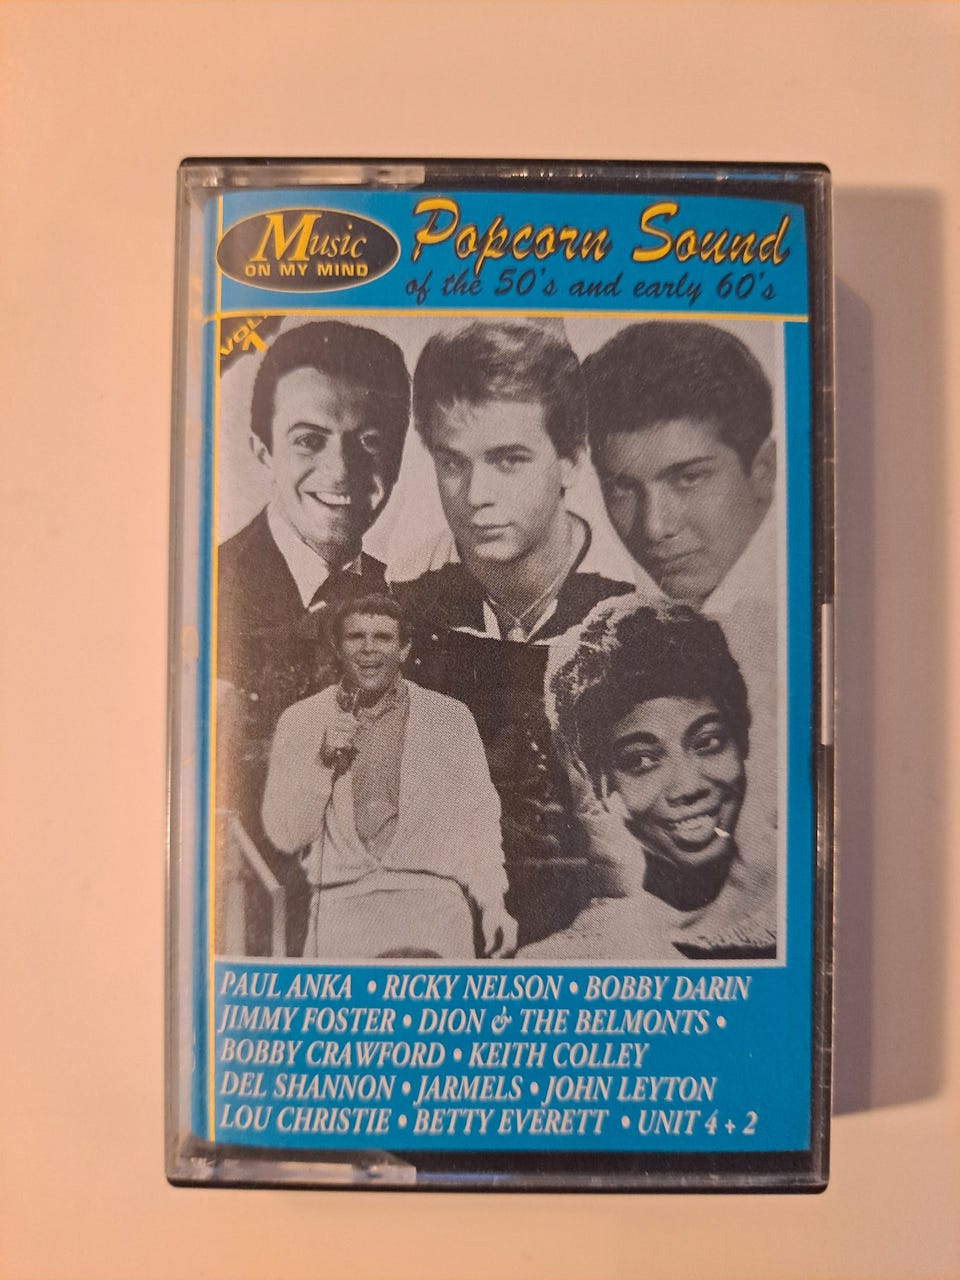 Music
ON MY MIND
Popcorn Sound
of the 50's and early 60's
VOL.
1
PAUL ANKA • RICKY NELSON • BOBBY DARIN
JIMMY FOSTER • DION & THE BELMONTS •
BOBBY CRAWFORD • KEITH COLLEY
DEL SHANNON • JARMELS • JOHN LEYTON
LOU CHRISTIE • BETTY EVERETT • UNIT 4 + 2